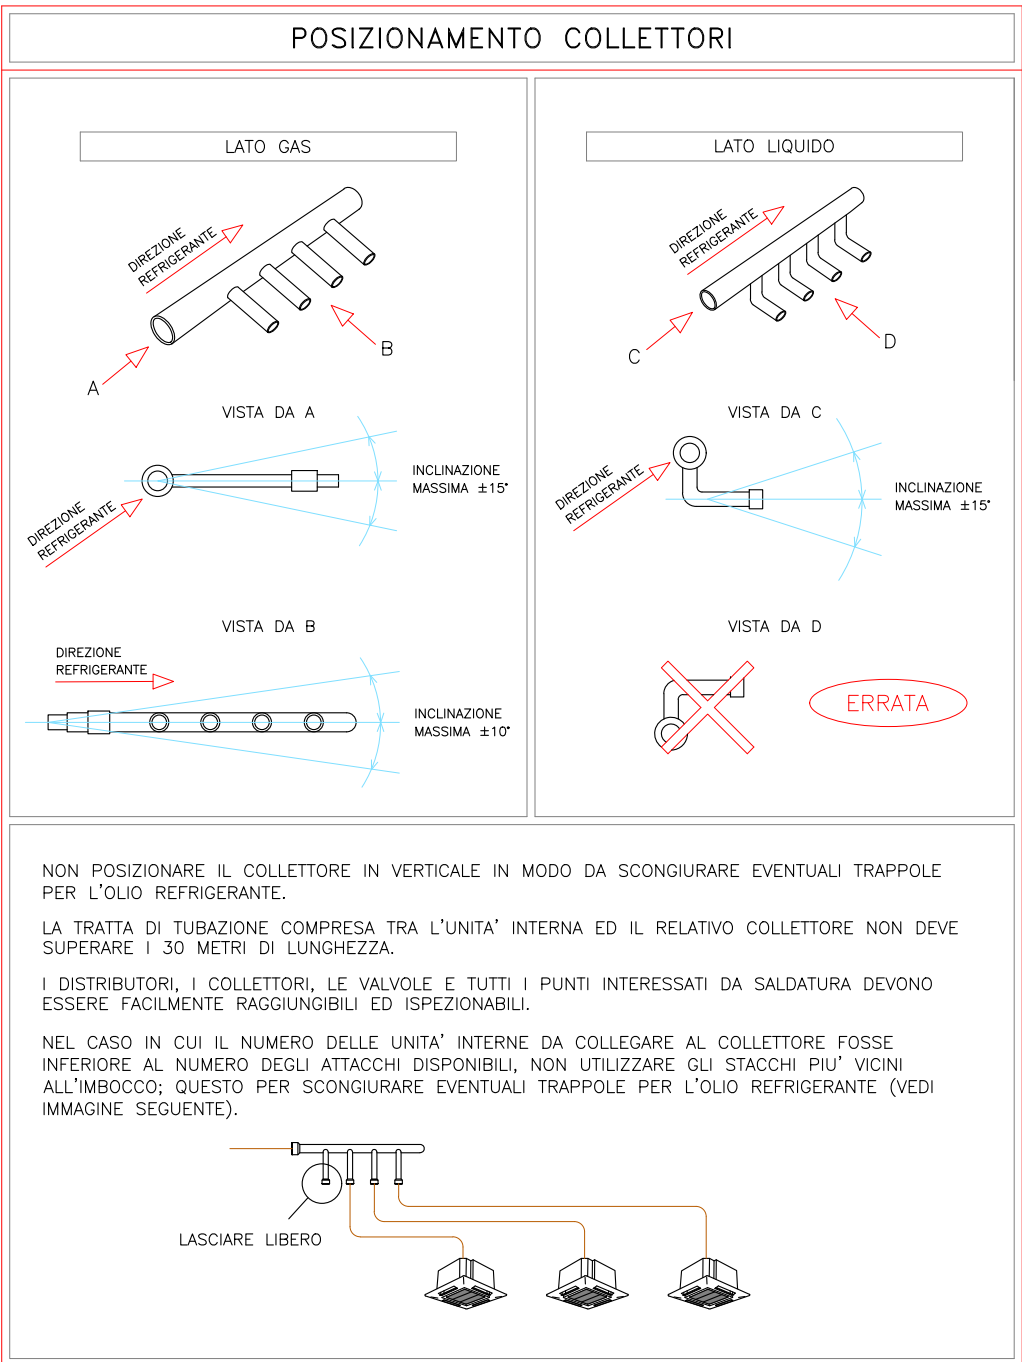 POSIZIONAMENTO COLLETTORI
LATO GAS
DIREZIONE
REFRIGERANTE
A
B
VISTA DA A
DIREZIONE
REFRIGERANTE
INCLINAZIONE
MASSIMA ±15°
VISTA DA B
DIREZIONE
REFRIGERANTE
INCLINAZIONE
MASSIMA ±10°
LATO LIQUIDO
DIREZIONE
REFRIGERANTE
C
D
VISTA DA C
DIREZIONE
REFRIGERANTE
INCLINAZIONE
MASSIMA ±15°
VISTA DA D
ERRATA
NON POSIZIONARE IL COLLETTORE IN VERTICALE IN MODO DA SCONGIURARE EVENTUALI TRAPPOLE
PER L'OLIO REFRIGERANTE.
LA TRATTA DI TUBAZIONE COMPRESA TRA L'UNITA' INTERNA ED IL RELATIVO COLLETTORE NON DEVE
SUPERARE I 30 METRI DI LUNGHEZZA.
I DISTRIBUTORI, I COLLETTORI, LE VALVOLE E TUTTI I PUNTI INTERESSATI DA SALDATURA DEVONO
ESSERE FACILMENTE RAGGIUNGIBILI ED ISPEZIONABILI.
NEL CASO IN CUI IL NUMERO DELLE UNITA' INTERNE DA COLLEGARE AL COLLETTORE FOSSE
INFERIORE AL NUMERO DEGLI ATTACCHI DISPONIBILI, NON UTILIZZARE GLI STACCHI PIU' VICINI
ALL'IMBOCCO; QUESTO PER SCONGIURARE EVENTUALI TRAPPOLE PER L'OLIO REFRIGERANTE (VEDI
IMMAGINE SEGUENTE).
LASCIARE LIBERO